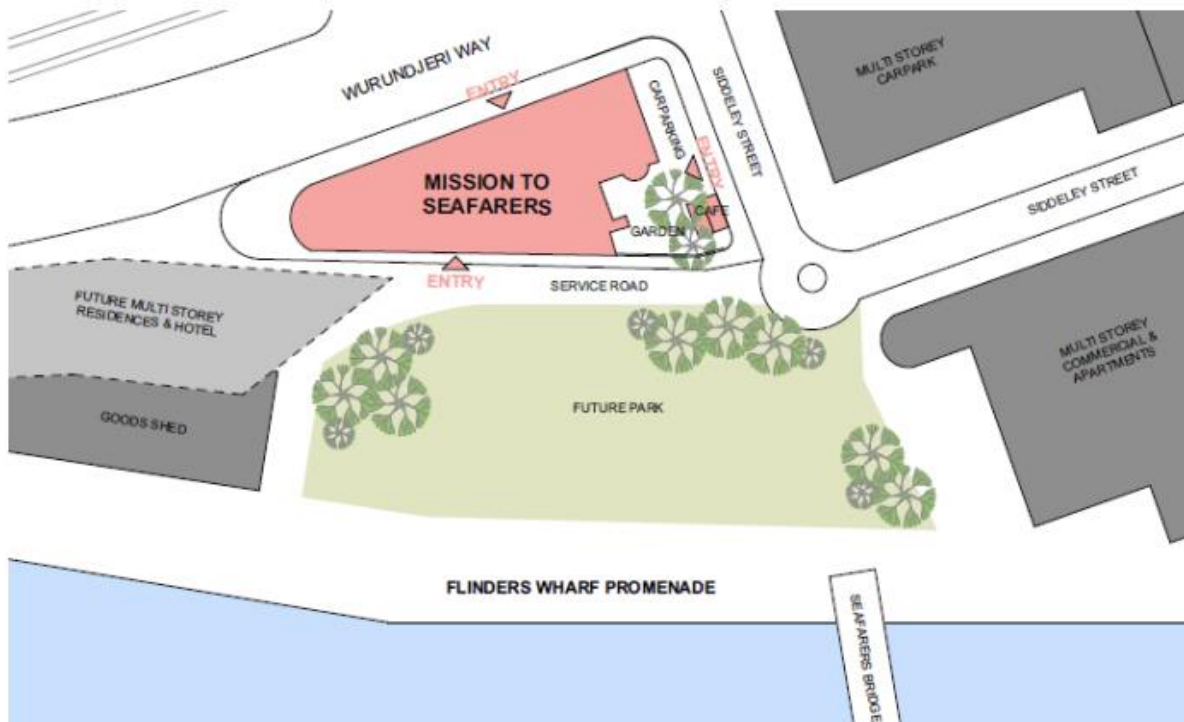 WURUNDJERI WAY
ENTRY
CARPARKING
SIDDELEY STREET
MULTI STOREY
CARPARK
ENTRY
MISSION TO
SEAFARERS
CAFE
GARDEN
SIDDELEY STREET
ENTRY
SERVICE ROAD
FUTURE MULTI STOREY
RESIDENCES & HOTEL
MULTI STOREY
COMMERCIAL &
APARTMENTS
GOODS SHED
FUTURE PARK
FLINDERS WHARF PROMENADE
SEAFARERS BRIDGE